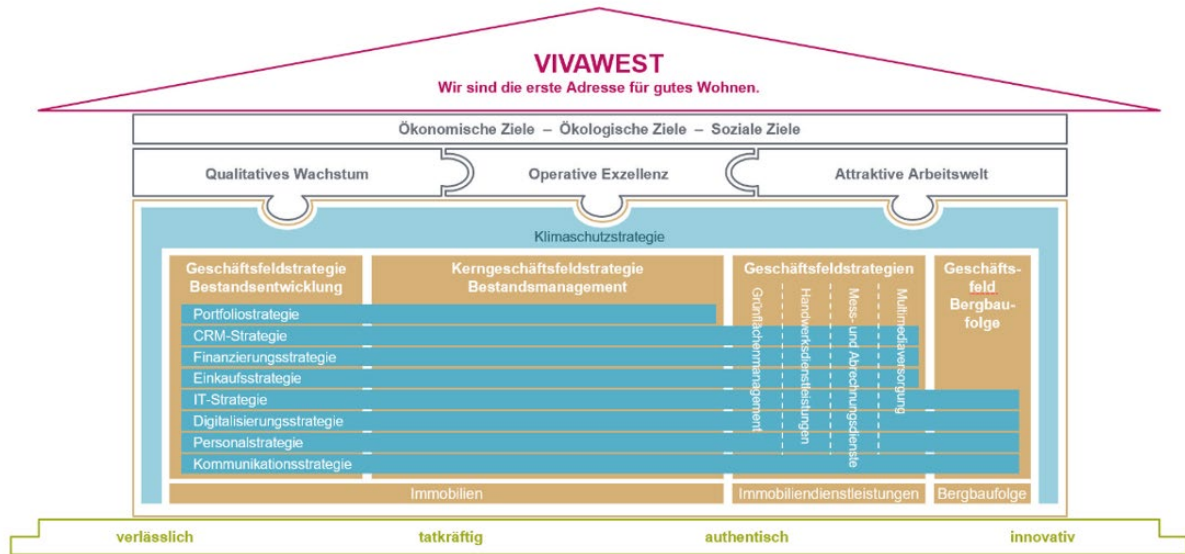 VIVAWEST
Wir sind die erste Adresse für gutes Wohnen.
Ökonomische Ziele – Ökologische Ziele – Soziale Ziele
Qualitatives Wachstum
Operative Exzellenz
Attraktive Arbeitswelt
Klimaschutzstrategie
Geschäftsfeldstrategie
Bestandsentwicklung
Kerngeschäftsfeldstrategie
Bestandsmanagement
Geschäftsfeldstrategien
Geschäfts-
feld
Bergbau-
folge
Portfoliostrategie
CRM-Strategie
Finanzierungsstrategie
Einkaufsstrategie
IT-Strategie
Digitalisierungsstrategie
Personalstrategie
Kommunikationsstrategie
Grünflächenmanagement
Handwerksdienstleistungen
Mess- und Abrechnungsdienste
Multimediaversorgung
Immobilien
Immobiliendienstleistungen
Bergbaufolge
verlässlich
tatkräftig
authentisch
innovativ